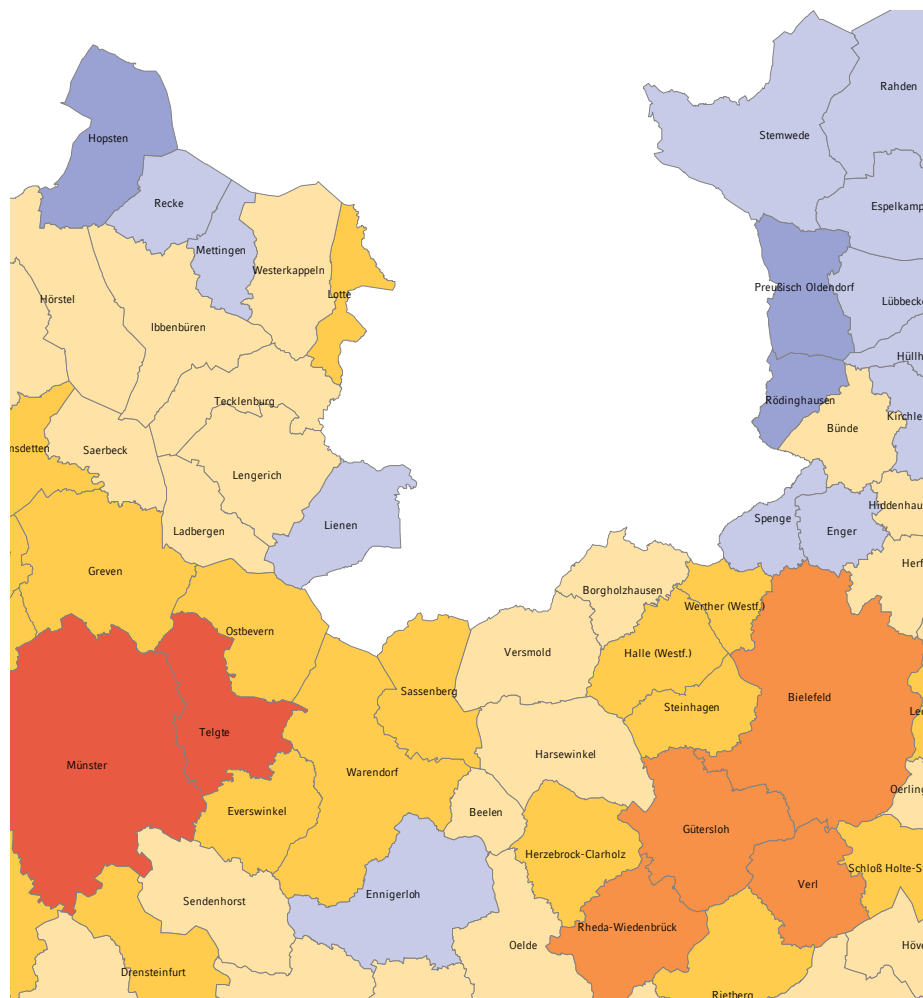 Rahden
Stemwede
Hopsten
Recke
Espelkamp
Mettingen
Westerkappeln
Preußisch Oldendorf
Lotte
Hörstel
Lübbecke
Ibbenbüren
Hüllh
Tecklenburg
Rödinghausen
Kirchle
Bünde
msdetten
Saerbeck
Lengerich
Hiddenhau
Spenge
Lienen
Ladbergen
Enger
Herf
Greven
Borgholzhausen
Werther (Westf.)
Ostbevern
Versmold
Halle (Westf.)
Sassenberg
Bielefeld
Steinhagen
Leo
Telgte
Harsewinkel
Münster
Warendorf
Oerling
Everswinkel
Beelen
Gütersloh
Herzebrock-Clarholz
Schloß Holte-S
Verl
Ennigerloh
Sendenhorst
Rheda-Wiedenbrück
Oelde
Höve
Drensteinfurt
Rietberg